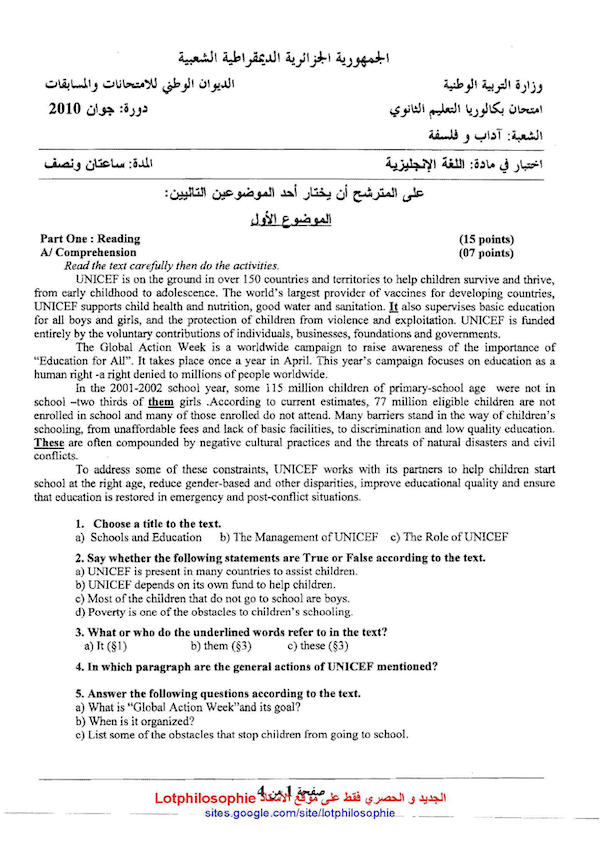 الجمهورية الجزائرية الديمقراطية الشعبية
وزارة التربية الوطنية الديوان الوطني للامتحانات والمسابقات
امتحان بكالوريا التعليم الثانوي دورة: جوان 2010
الشعبة: آداب و فلسفة
اختبار في مادة: اللغة الإنجليزية المدة: ساعتان ونصف
على المترشح أن يختار أحد الموضوعين التاليين:
الموضوع الأول
Part One : Reading (15 points)
A/ Comprehension (07 points)
Read the text carefully then do the activities.
UNICEF is on the ground in over 150 countries and territories to help children survive and thrive,
from early childhood to adolescence. The world's largest provider of vaccines for developing countries,
UNICEF supports child health and nutrition, good water and sanitation. It also supervises basic education
for all boys and girls, and the protection of children from violence and exploitation. UNICEF is funded
entirely by the voluntary contributions of individuals, businesses, foundations and governments.
The Global Action Week is a worldwide campaign to raise awareness of the importance of
"Education for All". It takes place once a year in April. This year's campaign focuses on education as a
human right -a right denied to millions of people worldwide.
In the 2001-2002 school year, some 115 million children of primary-school age were not in
school –two thirds of them girls .According to current estimates, 77 million eligible children are not
enrolled in school and many of those enrolled do not attend. Many barriers stand in the way of children's
schooling, from unaffordable fees and lack of basic facilities, to discrimination and low quality education.
These are often compounded by negative cultural practices and the threats of natural disasters and civil
conflicts.
To address some of these constraints, UNICEF works with its partners to help children start
school at the right age, reduce gender-based and other disparities, improve educational quality and ensure
that education is restored in emergency and post-conflict situations.
1. Choose a title to the text.
a) Schools and Education b) The Management of UNICEF c) The Role of UNICEF
2. Say whether the following statements are True or False according to the text.
a) UNICEF is present in many countries to assist children.
b) UNICEF depends on its own fund to help children.
c) Most of the children that do not go to school are boys.
d) Poverty is one of the obstacles to children's schooling.
3. What or who do the underlined words refer to in the text?
a) It (§1) b) them (§3) c) these (§3)
4. In which paragraph are the general actions of UNICEF mentioned?
5. Answer the following questions according to the text.
a) What is "Global Action Week"and its goal?
b) When is it organized?
c) List some of the obstacles that stop children from going to school.
صفحة 1 من 4
الجديد و الحصري فقط على موقع الأستاذ Lotphilosophie
sites.google.com/site/lotphilosophie